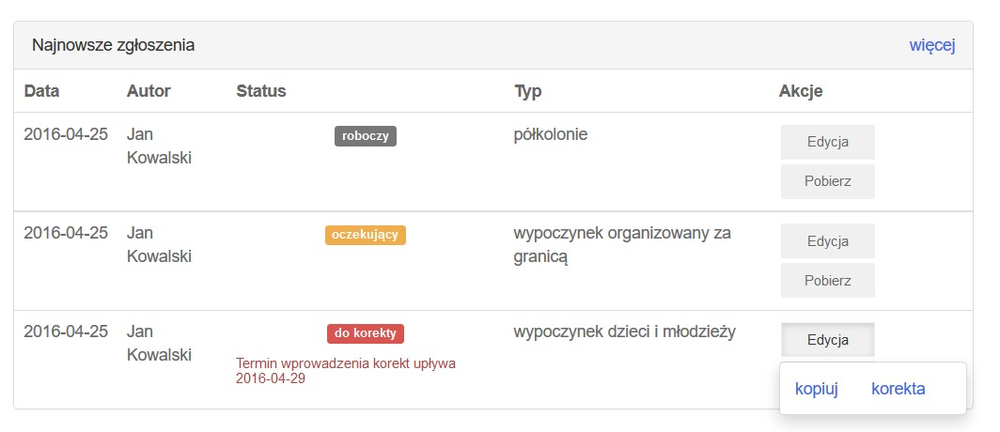 Najnowsze zgłoszenia więcej
Data Autor Status Typ Akcje
2016-04-25 Jan roboczy półkolonie Edycja
Kowalski
Pobierz
2016-04-25 Jan oczekujący wypoczynek organizowany za Edycja
Kowalski granicą
Pobierz
2016-04-25 Jan do korekty wypoczynek dzieci i młodzieży Edycja
Kowalski
Termin wprowadzenia korekt upływa
2016-04-29
kopiuj korekta